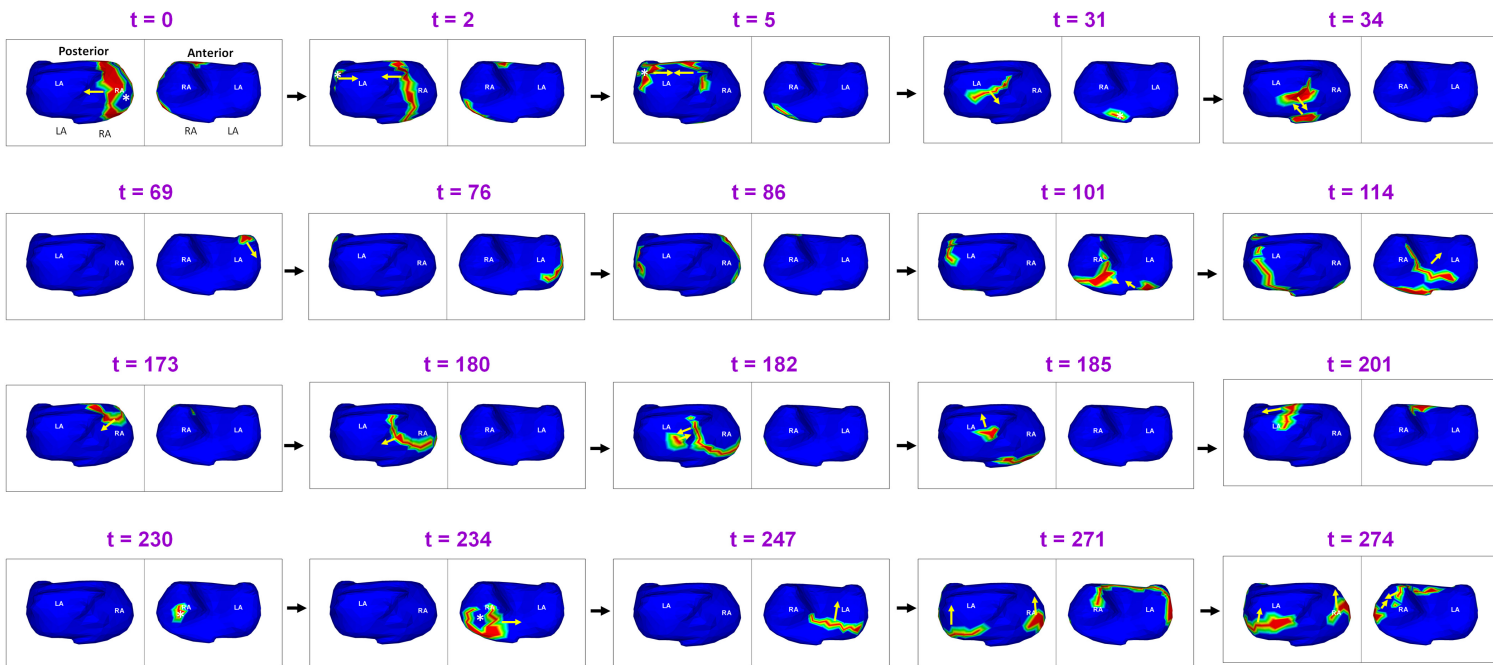 t = 0
Posterior Anterior
LA RA * RA LA
LA RA RA LA
t = 2
* LA RA RA LA
t = 5
* LA RA RA LA
t = 31
LA RA RA LA
*
t = 34
LA RA RA LA
t = 69
LA RA RA LA
t = 76
LA RA RA LA
t = 86
LA RA RA LA
t = 101
LA RA RA LA
t = 114
LA RA RA LA
t = 173
LA RA RA LA
t = 180
LA RA RA LA
t = 182
LA RA RA LA
t = 185
LA RA RA LA
t = 201
LA RA RA LA
t = 230
LA RA RA LA
*
t = 234
LA RA RA LA
*
t = 247
LA RA RA LA
t = 271
LA RA RA LA
t = 274
LA RA RA LA